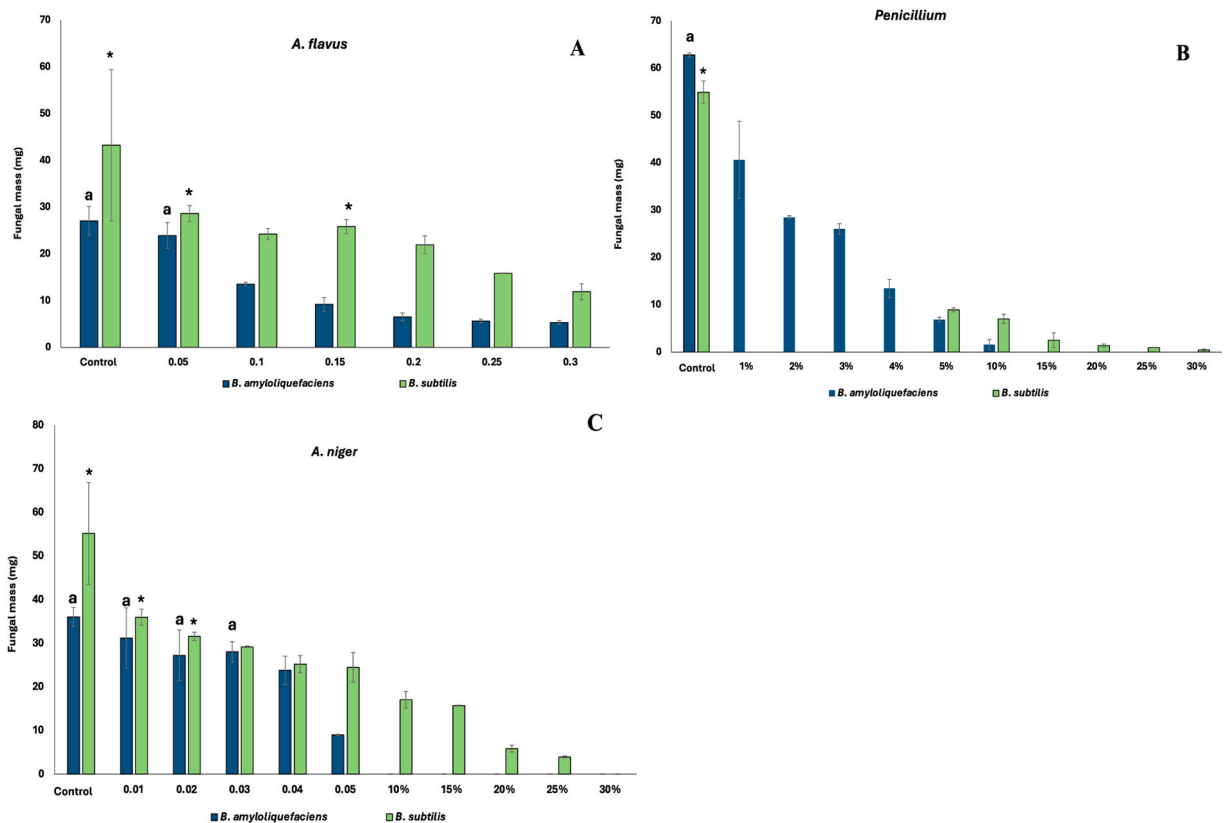 A. flavus
A
Fungal mass (mg)
70
60
50
40
30
20
10
0
a
*
a
*
*
Control 0.05 0.1 0.15 0.2 0.25 0.3
B. amyloliquefaciens B. subtilis
Penicillium
B
Fungal mass (mg)
70
60
50
40
30
20
10
0
a
*
Control 1% 2% 3% 4% 5% 10% 15% 20% 25% 30%
B. amyloliquefaciens B. subtilis
C
A. niger
Fungal mass (mg)
80
70
60
50
40
30
20
10
0
*
a
a *
a *
a
Control 0.01 0.02 0.03 0.04 0.05 10% 15% 20% 25% 30%
B. amyloliquefaciens B. subtilis